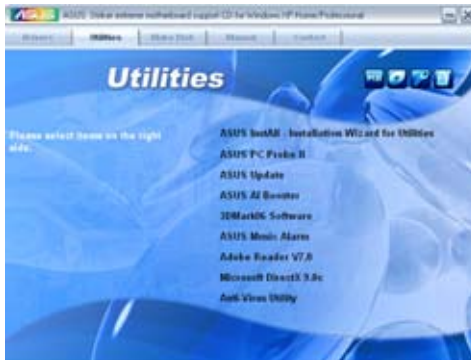 ASUS ASUS Striker extreme motherboard support CD for Windows XP Home/Professional
Drivers Utilities Make Disk Manual Contact
Utilities
Please select items on the right side.
ASUS InstAll - Installation Wizard for Utilities
ASUS PC Probe II
ASUS Update
ASUS AI Booster
3DMark06 Software
ASUS Music Alarm
Adobe Reader V7.0
Microsoft DirectX 9.0c
Anti-Virus Utility